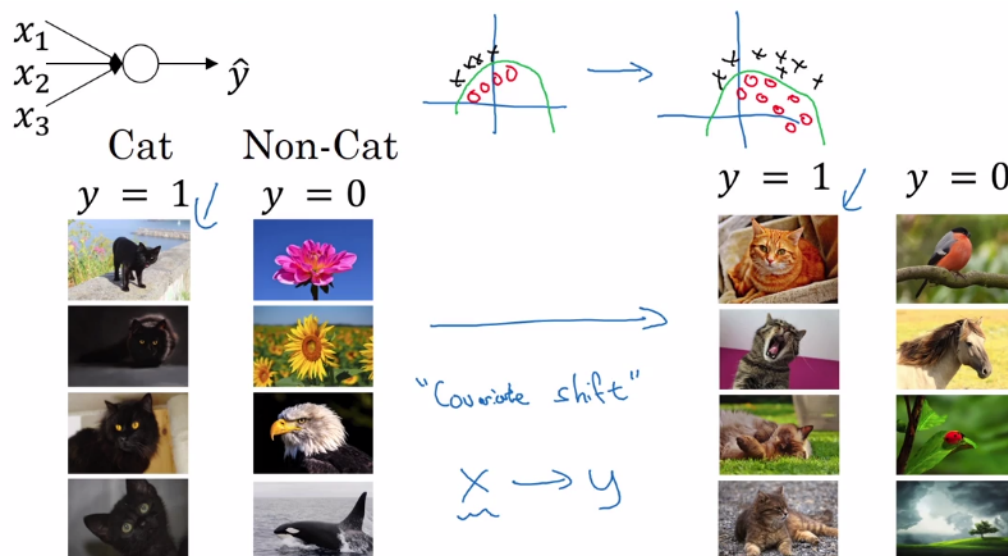 x₁
x₂
x₃
ŷ
Cat Non-Cat
y = 1 y = 0
y = 1 y = 0
"Covariate shift"
x → y